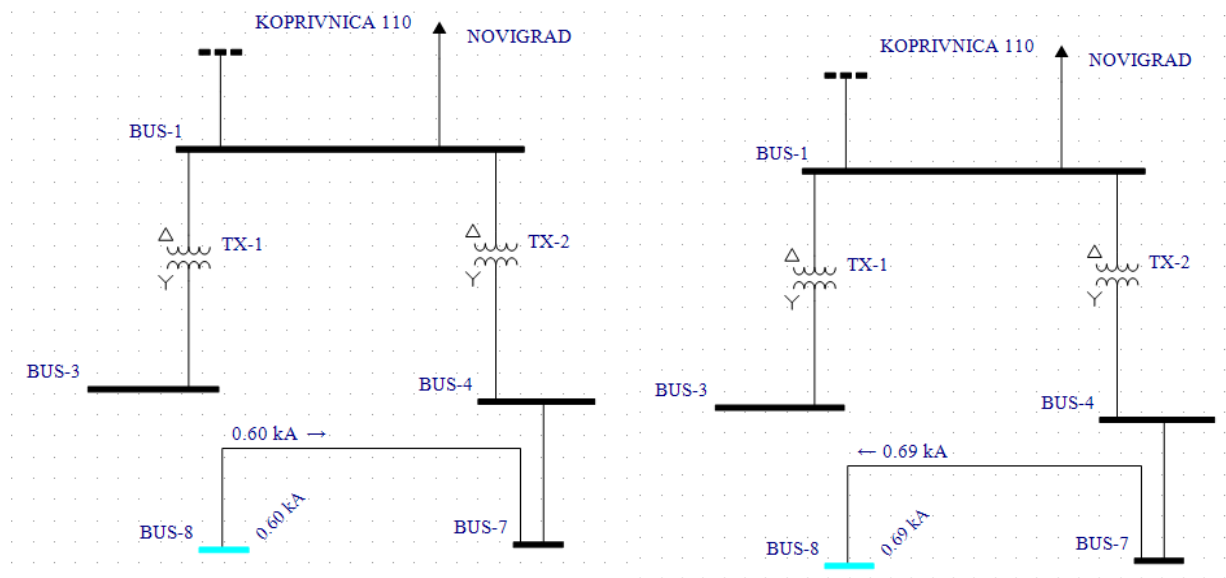 KOPRIVNICA 110
NOVIGRAD
BUS-1
TX-1
TX-2
BUS-3
BUS-4
0.60 kA →
BUS-8
0.60 kA
BUS-7
KOPRIVNICA 110
NOVIGRAD
BUS-1
TX-1
TX-2
BUS-3
BUS-4
← 0.69 kA
BUS-8
0.69 kA
BUS-7